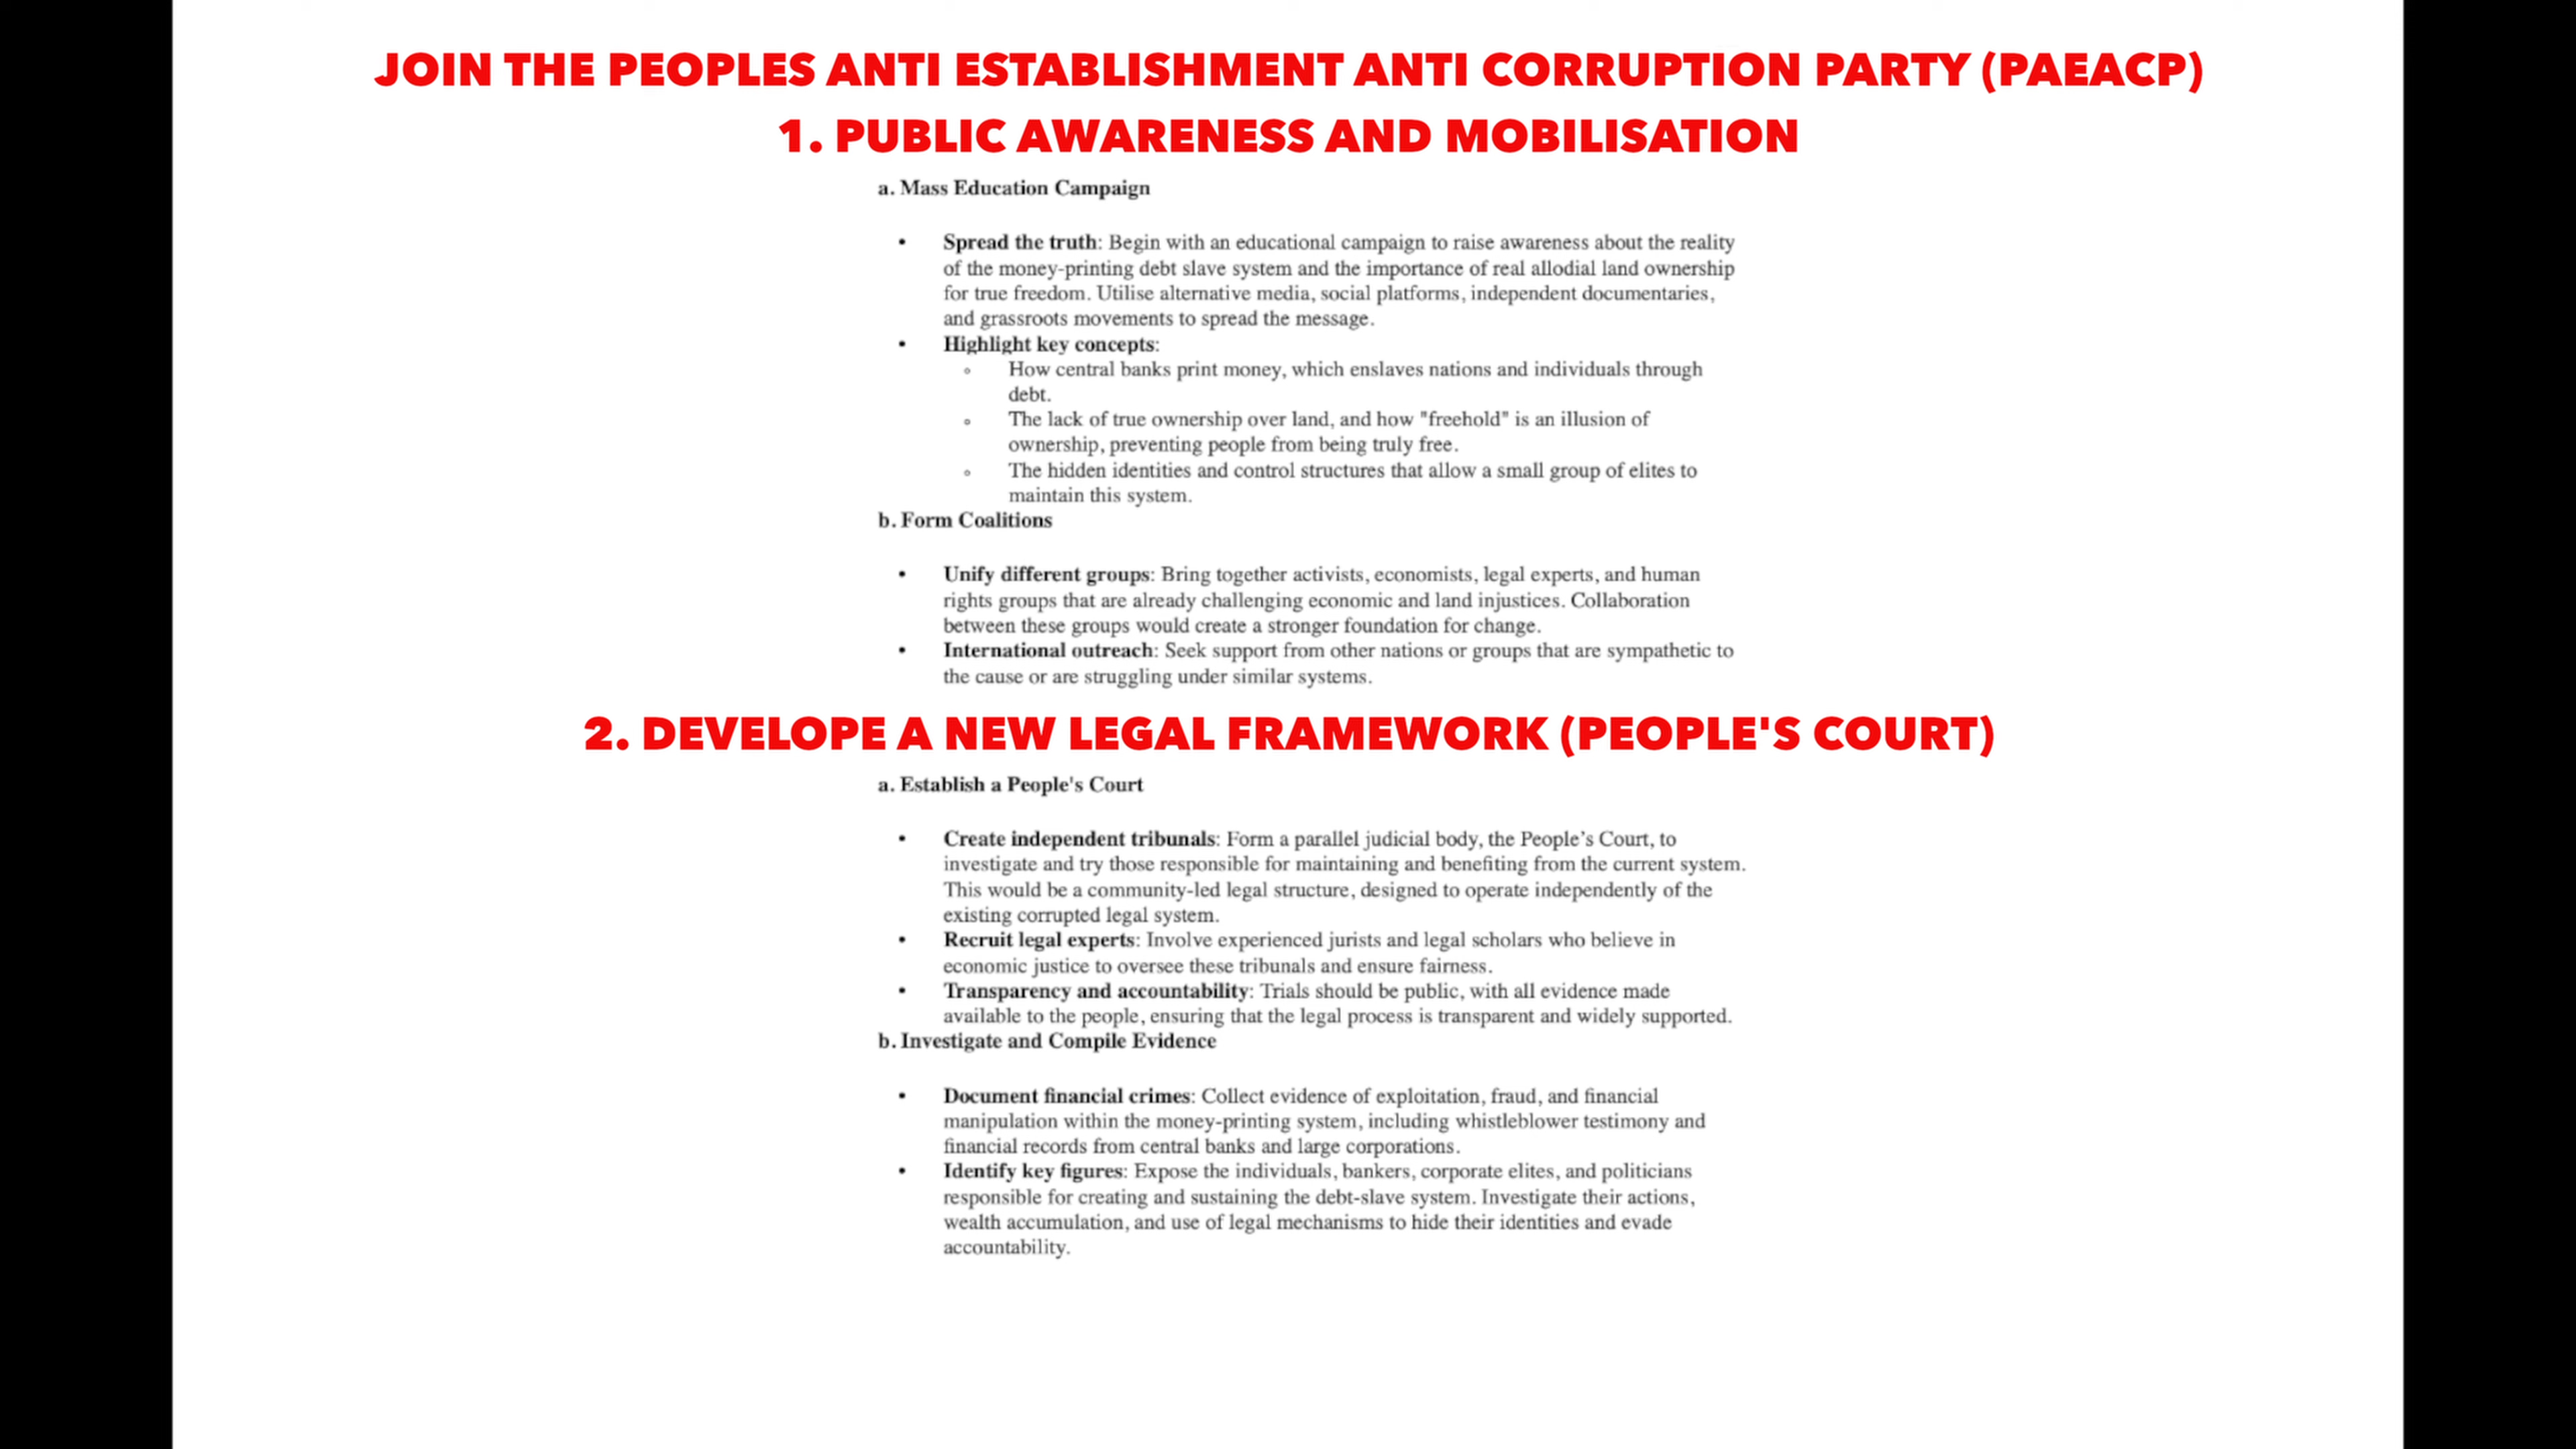 JOIN THE PEOPLES ANTI ESTABLISHMENT ANTI CORRUPTION PARTY (PAEACP)
1. PUBLIC AWARENESS AND MOBILISATION
a. Mass Education Campaign
• Spread the truth: Begin with an educational campaign to raise awareness about the reality
of the money-printing debt slave system and the importance of real allodial land ownership
for true freedom. Utilise alternative media, social platforms, independent documentaries,
and grassroots movements to spread the message.
• Highlight key concepts:
◦ How central banks print money, which enslaves nations and individuals through
debt.
◦ The lack of true ownership over land, and how "freehold" is an illusion of
ownership, preventing people from being truly free.
◦ The hidden identities and control structures that allow a small group of elites to
maintain this system.
b. Form Coalitions
• Unify different groups: Bring together activists, economists, legal experts, and human
rights groups that are already challenging economic and land injustices. Collaboration
between these groups would create a stronger foundation for change.
• International outreach: Seek support from other nations or groups that are sympathetic to
the cause or are struggling under similar systems.
2. DEVELOPE A NEW LEGAL FRAMEWORK (PEOPLE'S COURT)
a. Establish a People's Court
• Create independent tribunals: Form a parallel judicial body, the People’s Court, to
investigate and try those responsible for maintaining and benefiting from the current system.
This would be a community-led legal structure, designed to operate independently of the
existing corrupted legal system.
• Recruit legal experts: Involve experienced jurists and legal scholars who believe in
economic justice to oversee these tribunals and ensure fairness.
• Transparency and accountability: Trials should be public, with all evidence made
available to the people, ensuring that the legal process is transparent and widely supported.
b. Investigate and Compile Evidence
• Document financial crimes: Collect evidence of exploitation, fraud, and financial
manipulation within the money-printing system, including whistleblower testimony and
financial records from central banks and large corporations.
• Identify key figures: Expose the individuals, bankers, corporate elites, and politicians
responsible for creating and sustaining the debt-slave system. Investigate their actions,
wealth accumulation, and use of legal mechanisms to hide their identities and evade
accountability.